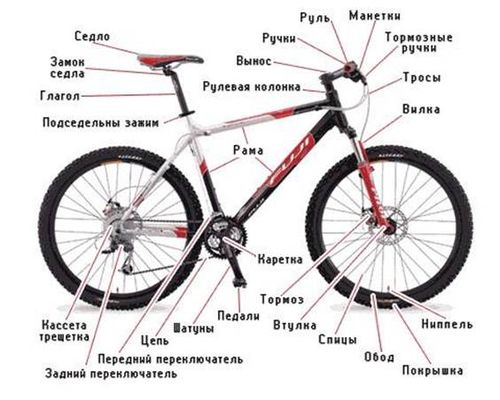 Седло
Замок
седла
Глагол
Подседельны зажим
Руль
Ручки
Вынос
Рулевая колонка
Манетки
Тормозные
ручки
Тросы
Вилка
Рама
FUJI
Каретка
Тормоз
Втулка
Спицы
Обод
Ниппель
Покрышка
Педали
Шатуны
Цепь
Передний переключатель
Задний переключатель
Кассета
трещетка